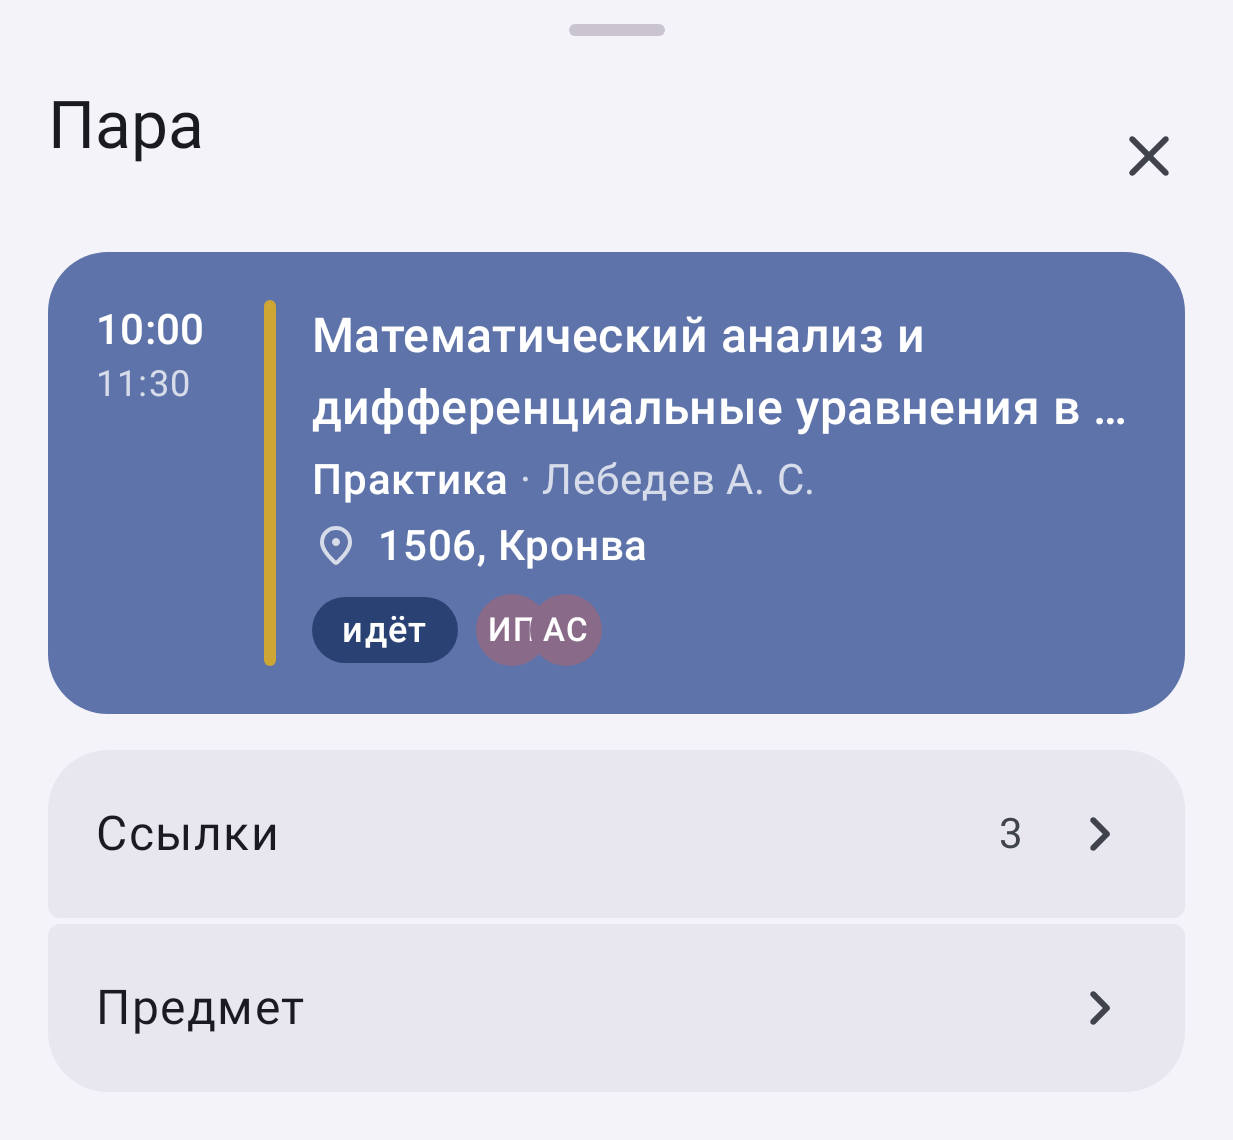 Пара
10:00
11:30
Математический анализ и
дифференциальные уравнения в ...
Практика · Лебедев А. С.
1506, Кронва
идёт
АС
Ссылки
3
Предмет